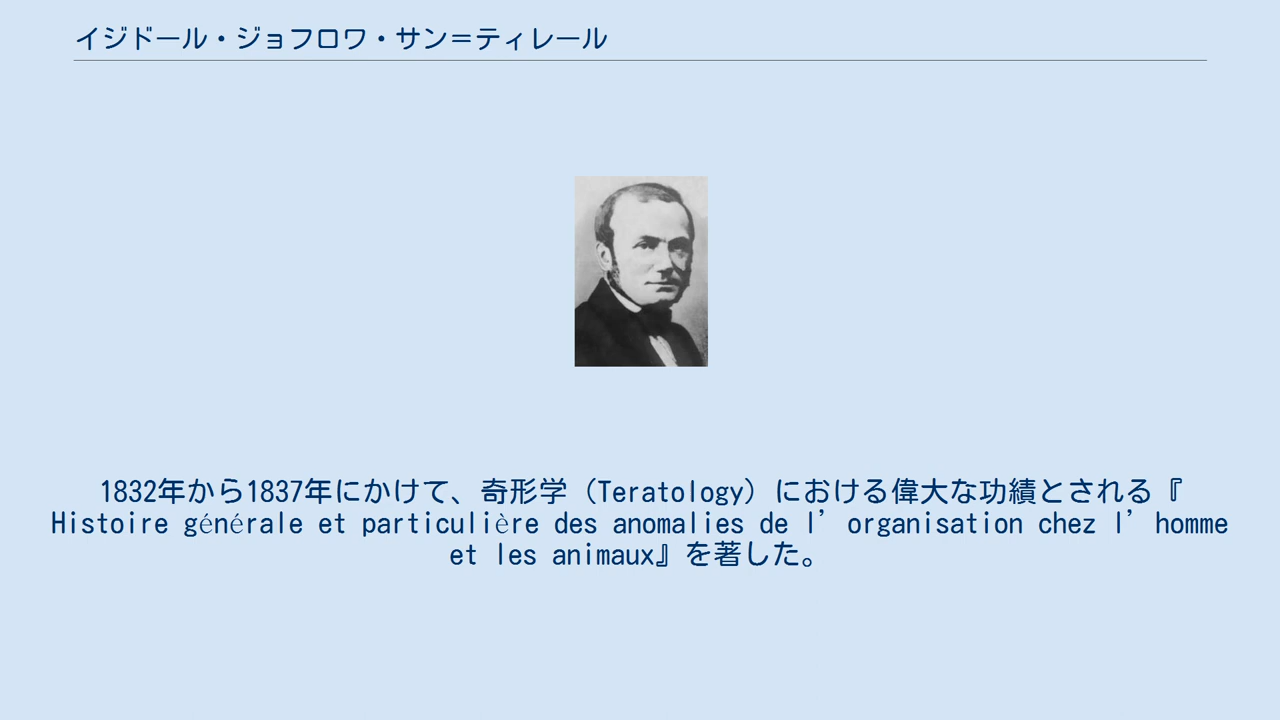 イジドール・ジョフロワ・サン＝ティレール
1832年から1837年にかけて、奇形学（Teratology）における偉大な功績とされる『
Histoire générale et particulière des anomalies de l’organisation chez l’homme
et les animaux』を著した。